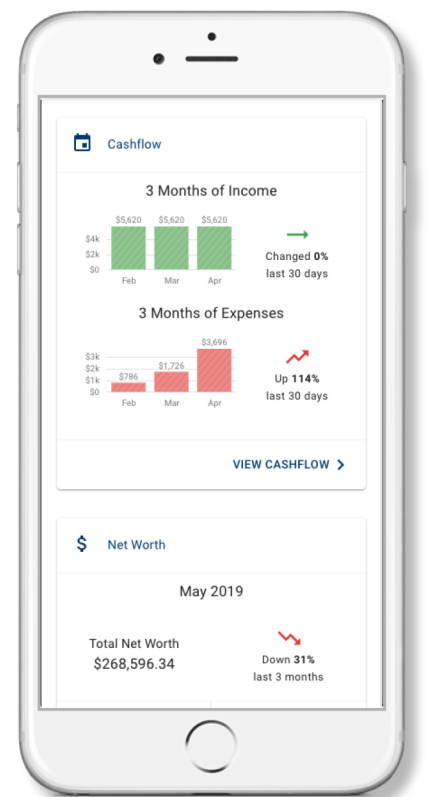 Cashflow
3 Months of Income
$5,620 $5,620 $5,620
$4k
$2k
$0
Feb Mar Apr
Changed 0%
last 30 days
3 Months of Expenses
$3,696
$1,726
$786
$3k
$2k
$1k
$0
Feb Mar Apr
Up 114%
last 30 days
VIEW CASHFLOW
$ Net Worth
May 2019
Total Net Worth
$268,596.34
Down 31%
last 3 months